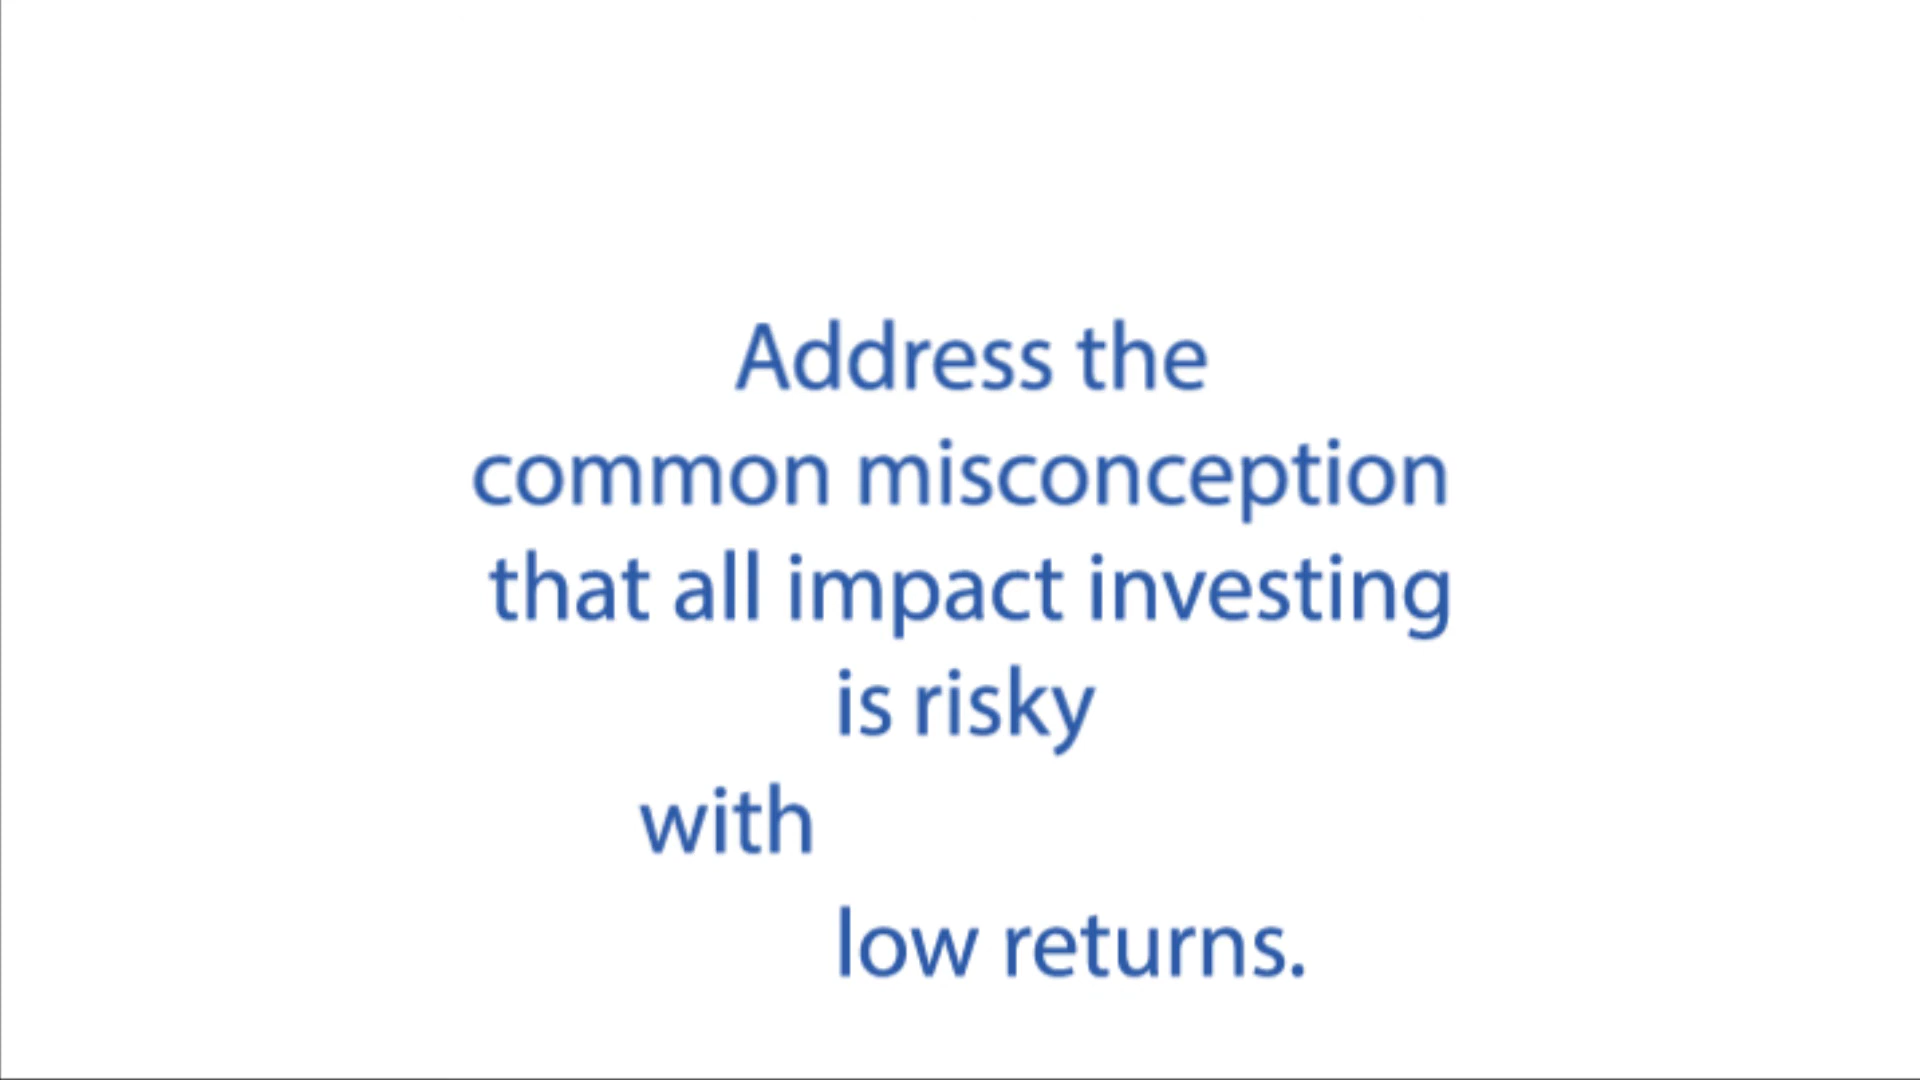 Address the
common misconception
that all impact investing
is risky
with
low returns.